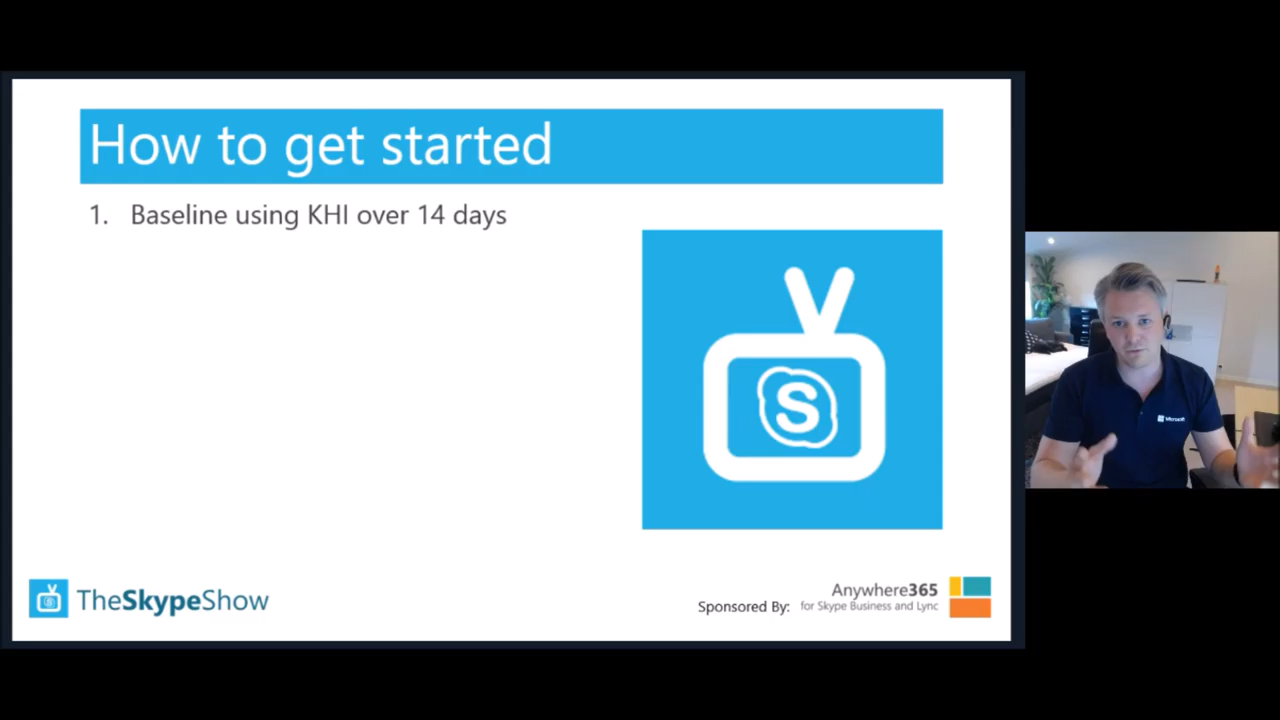 How to get started
1. Baseline using KHI over 14 days
S
TheSkypeShow
Sponsored By:
Anywhere365
for Skype Business and Lync
Microsoft